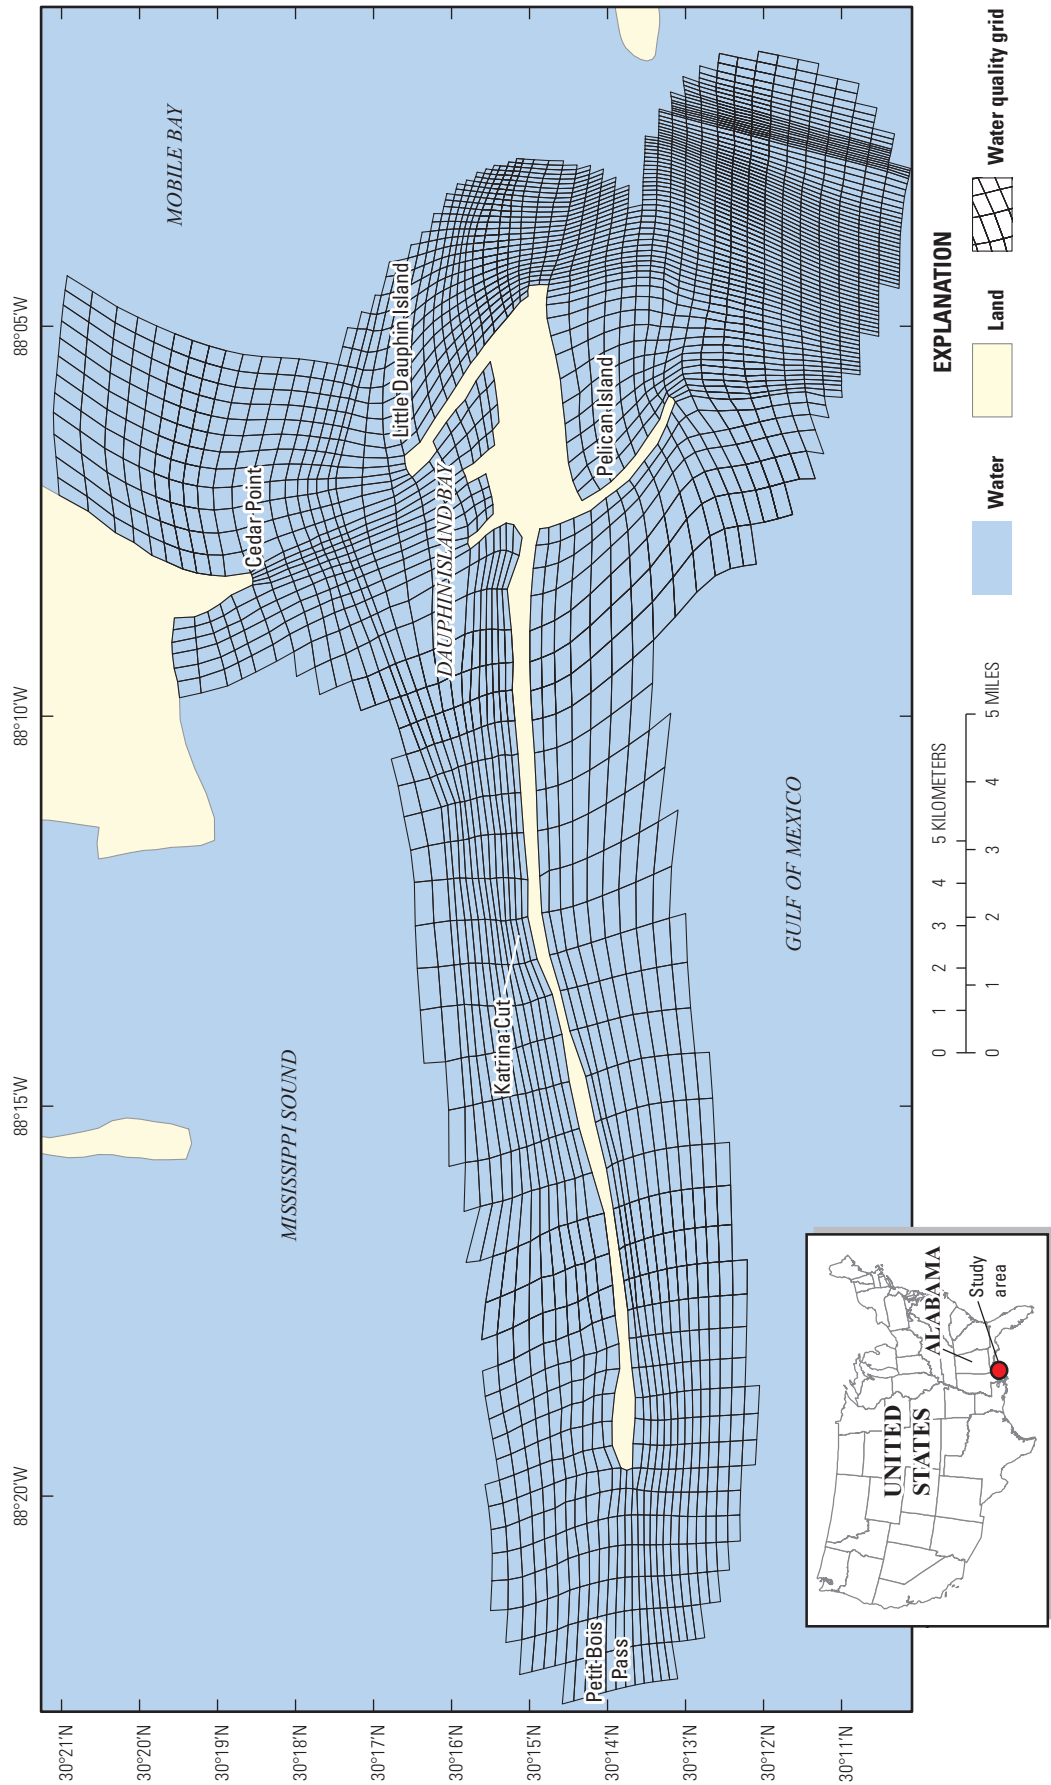 88°20'W
88°15'W
88°10'W
88°05'W
30°21'N
30°20'N
30°19'N
30°18'N
30°17'N
30°16'N
30°15'N
30°14'N
30°13'N
30°12'N
30°11'N
MOBILE BAY
Cedar Point
MISSISSIPPI SOUND
Little Dauphin Island
DAUPHIN ISLAND BAY
Katrina Cut
Pelican Island
Petit Bois
Pass
GULF OF MEXICO
UNITED
STATES
ALABAMA
Study
area
0 1 2 3 4 5 KILOMETERS
0 1 2 3 4 5 MILES
EXPLANATION
Water
Land
Water quality grid